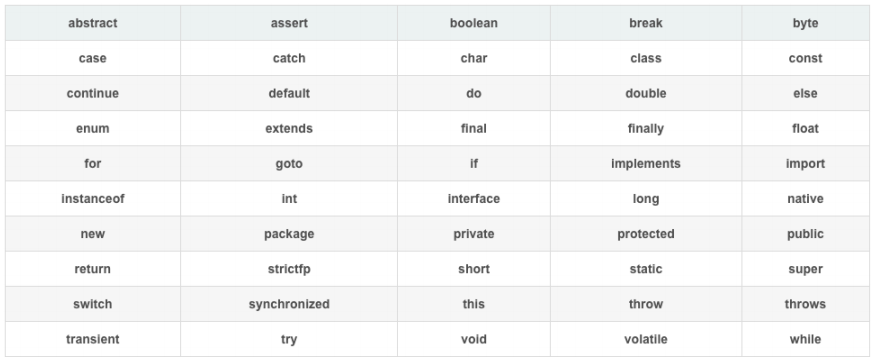 abstract assert boolean break byte
case catch char class const
continue default do double else
enum extends final finally float
for goto if implements import
instanceof int interface long native
new package private protected public
return strictfp short static super
switch synchronized this throw throws
transient try void volatile while